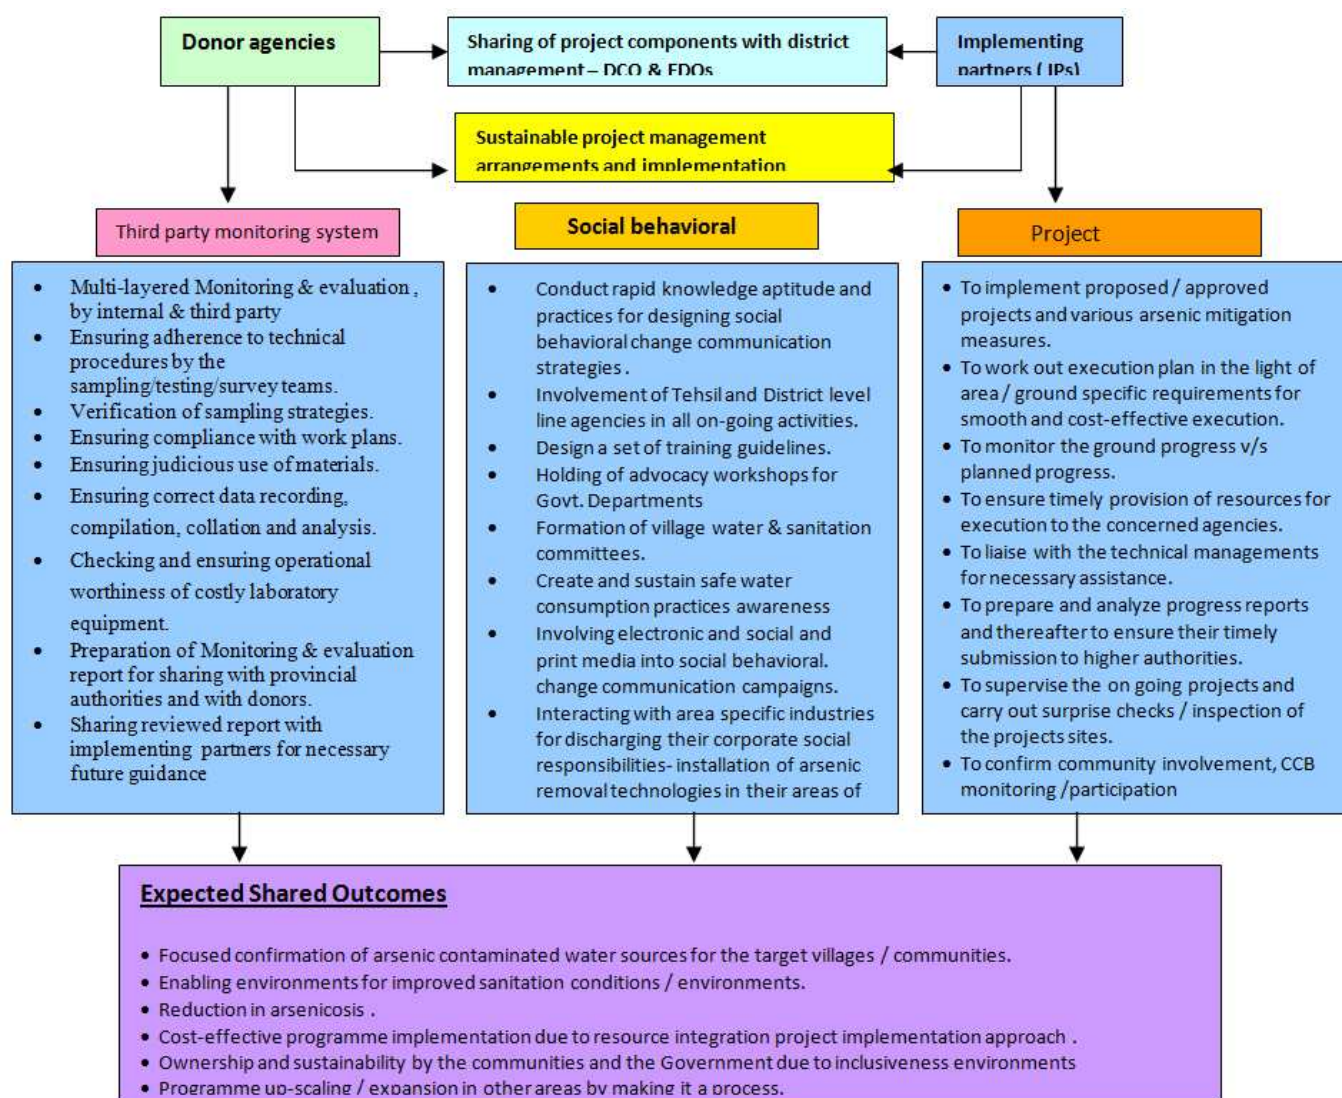 Donor agencies
Sharing of project components with district
management – DCO & EDOs
Implementing
partners ( IPs)
Sustainable project management
arrangements and implementation
Third party monitoring system
Social behavioral
Project
• Multi-layered Monitoring & evaluation ,
by internal & third party
• Ensuring adherence to technical
procedures by the
sampling/testing/survey teams.
• Verification of sampling strategies.
• Ensuring compliance with work plans.
• Ensuring judicious use of materials.
• Ensuring correct data recording,
compilation, collation and analysis.
• Checking and ensuring operational
worthiness of costly laboratory
equipment.
• Preparation of Monitoring & evaluation
report for sharing with provincial
authorities and with donors.
• Sharing reviewed report with
implementing partners for necessary
future guidance
• Conduct rapid knowledge aptitude and
practices for designing social
behavioral change communication
strategies .
• Involvement of Tehsil and District level
line agencies in all on-going activities.
• Design a set of training guidelines.
• Holding of advocacy workshops for
Govt. Departments
• Formation of village water & sanitation
committees.
• Create and sustain safe water
consumption practices awareness
• Involving electronic and social and
print media into social behavioral.
change communication campaigns.
• Interacting with area specific industries
for discharging their corporate social
responsibilities- installation of arsenic
removal technologies in their areas of
• To implement proposed / approved
projects and various arsenic mitigation
measures.
• To work out execution plan in the light of
area / ground specific requirements for
smooth and cost-effective execution.
• To monitor the ground progress v/s
planned progress.
• To ensure timely provision of resources for
execution to the concerned agencies.
• To liaise with the technical managements
for necessary assistance.
• To prepare and analyze progress reports
and thereafter to ensure their timely
submission to higher authorities.
• To supervise the on going projects and
carry out surprise checks / inspection of
the projects sites.
• To confirm community involvement, CCB
monitoring /participation
Expected Shared Outcomes
• Focused confirmation of arsenic contaminated water sources for the target villages / communities.
• Enabling environments for improved sanitation conditions / environments.
• Reduction in arsenicosis .
• Cost-effective programme implementation due to resource integration project implementation approach .
• Ownership and sustainability by the communities and the Government due to inclusiveness environments
• Programme up-scaling / expansion in other areas by making it a process.